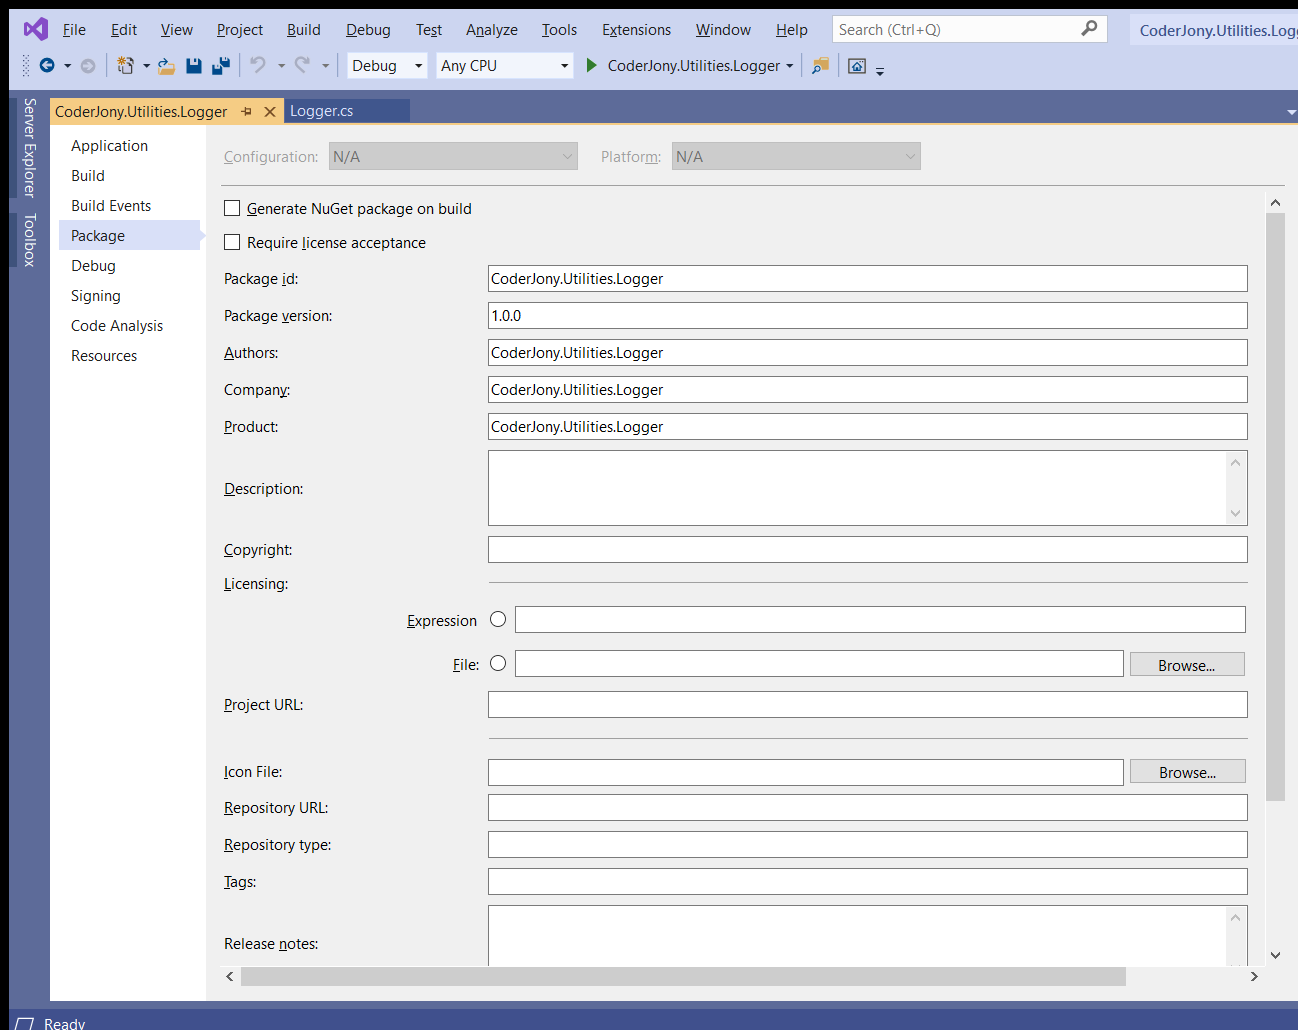 File Edit View Project Build Debug Test Analyze Tools Extensions Window Help Search (Ctrl+Q) CoderJony.Utilities.Logg
Debug Any CPU CoderJony.Utilities.Logger
Server Explorer
Toolbox
CoderJony.Utilities.Logger Logger.cs
Application
Build
Build Events
Package
Debug
Signing
Code Analysis
Resources
Configuration: N/A Platform: N/A
Generate NuGet package on build
Require license acceptance
Package id: CoderJony.Utilities.Logger
Package version: 1.0.0
Authors: CoderJony.Utilities.Logger
Company: CoderJony.Utilities.Logger
Product: CoderJony.Utilities.Logger
Description:
Copyright:
Licensing:
Expression
File: Browse...
Project URL:
Icon File: Browse...
Repository URL:
Repository type:
Tags:
Release notes:
Ready